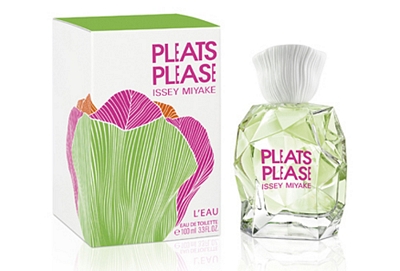 PLEATS
PLEASE
ISSEY MIYAKE
L'EAU
EAU DE TOILETTE
℮ 100 ml 3.3 FL.OZ.
PLEATS
PLEASE
ISSEY MIYAKE